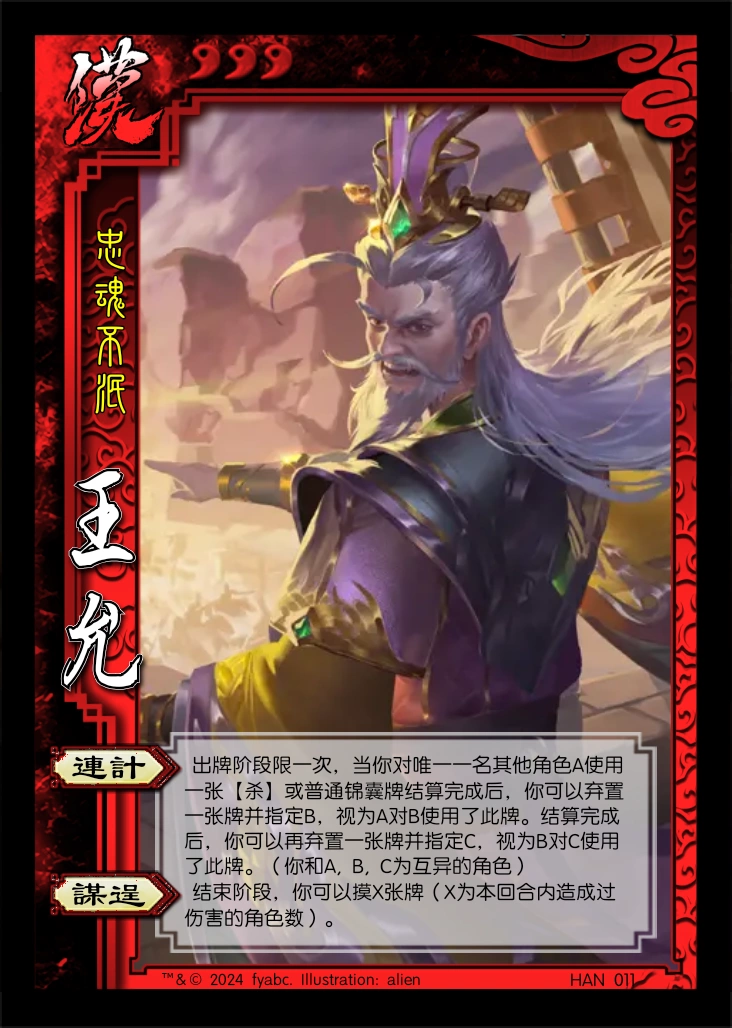 漢
忠魂不泯
王允
連計
出牌阶段限一次，当你对唯一一名其他角色A使用
一张【杀】或普通锦囊牌结算完成后，你可以弃置
一张牌并指定B，视为A对B使用了此牌。结算完成
后，你可以再弃置一张牌并指定C，视为B对C使用
了此牌。（你和A, B, C为互异的角色）
謀逞
结束阶段，你可以摸X张牌（X为本回合内造成过
伤害的角色数）。
™&© 2024 fyabc. Illustration: alien
HAN 011